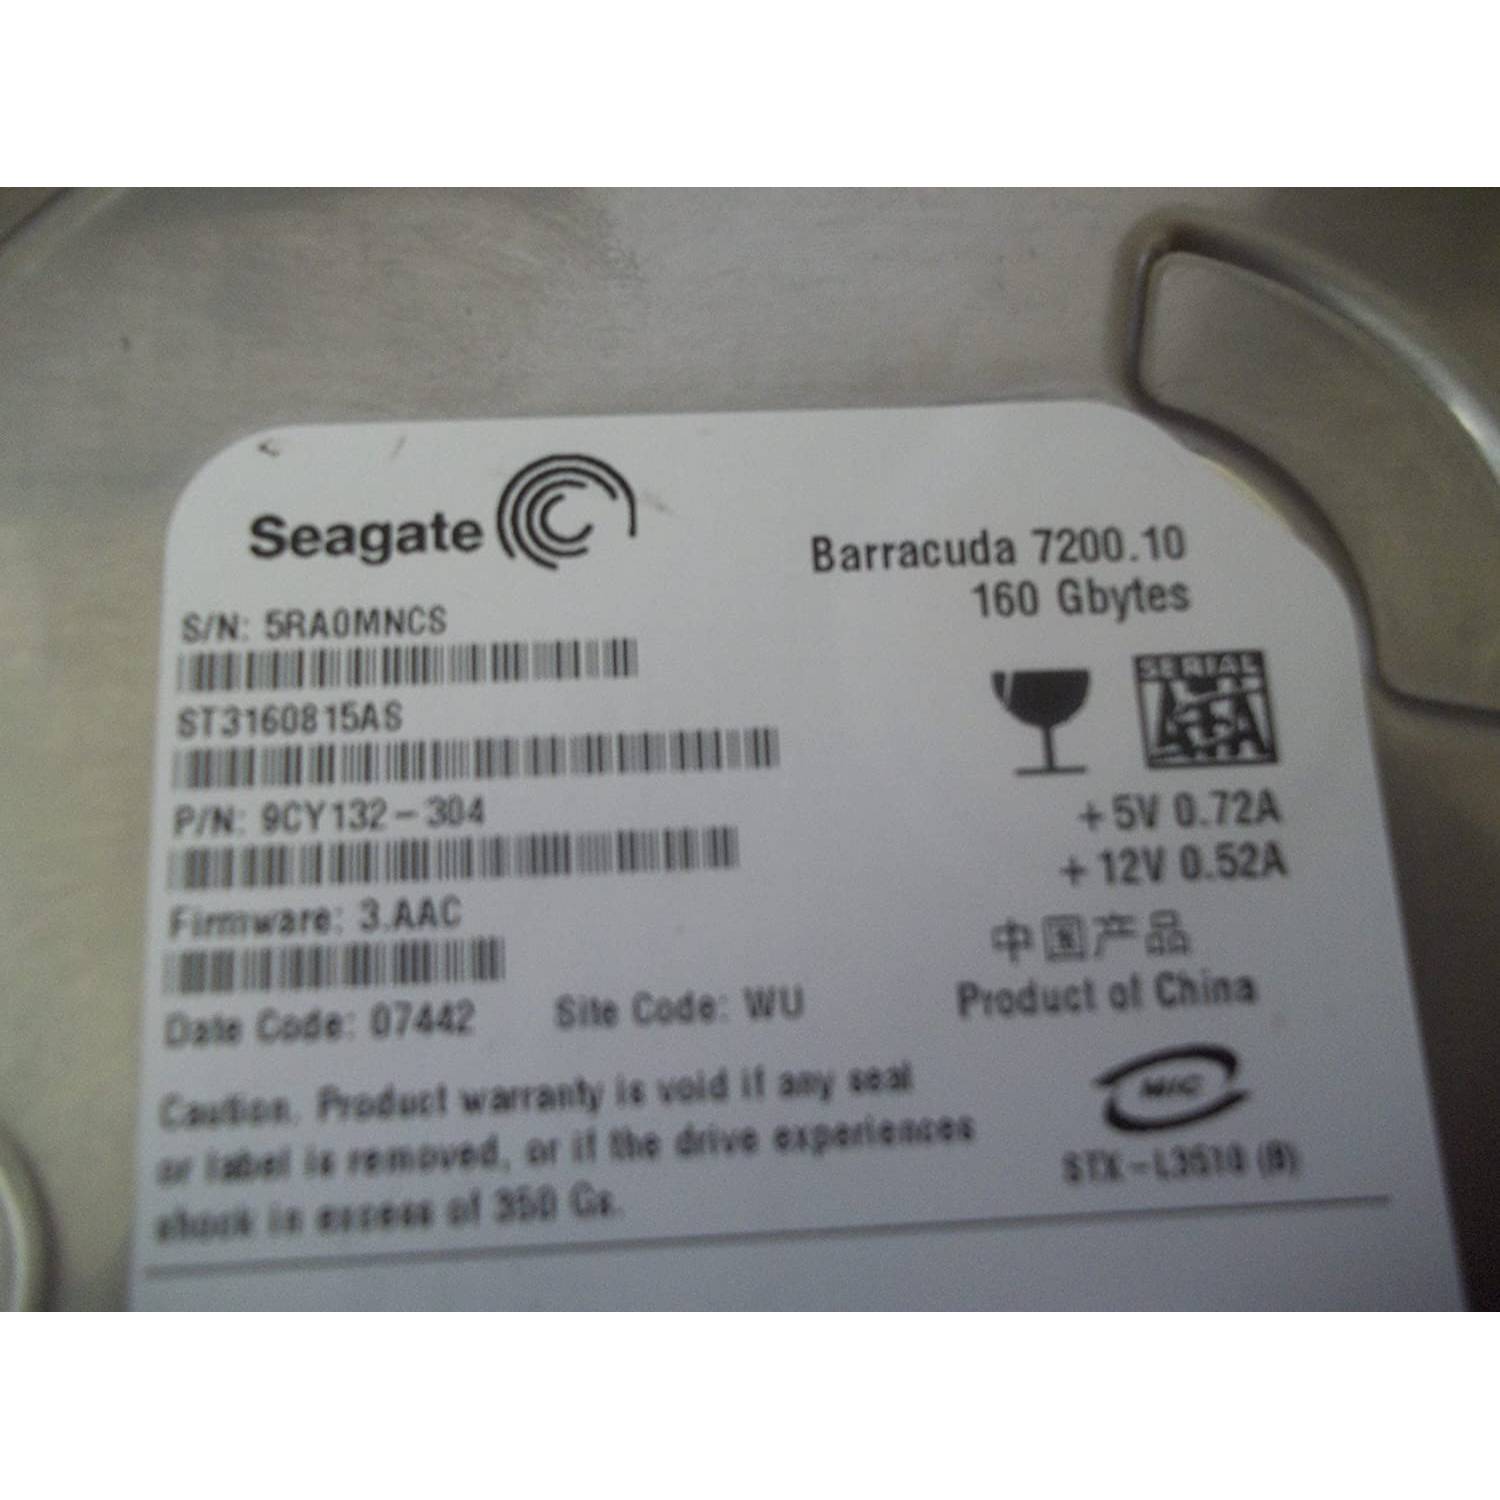 Seagate
Barracuda 7200.10
160 Gbytes
S/N: 5RA0MNCS
SERIAL
ATA
ST3160815AS
P/N: 9CY132-304
+5V 0.72A
+12V 0.52A
Firmware: 3.AAC
中国产品
Product of China
Date Code: 07442 Site Code: WU
Caution. Product warranty is void if any seal
or label is removed, or if the drive experiences
shock in excess of 350 Gs.
MIC
STX-L3510 (B)